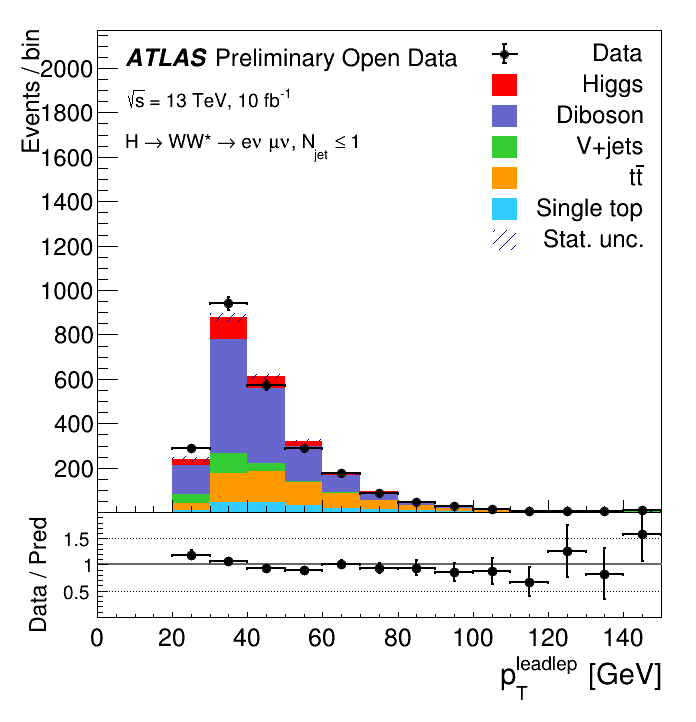 ATLAS Preliminary Open Data
√s = 13 TeV, 10 fb⁻¹
H → WW* → eν μν, N_jet ≤ 1
Data
Higgs
Diboson
V+jets
tt̄
Single top
Stat. unc.
Events / bin
2000
1800
1600
1400
1200
1000
800
600
400
200
Data / Pred
1.5
1
0.5
0 20 40 60 80 100 120 140
p_T^leadlep [GeV]